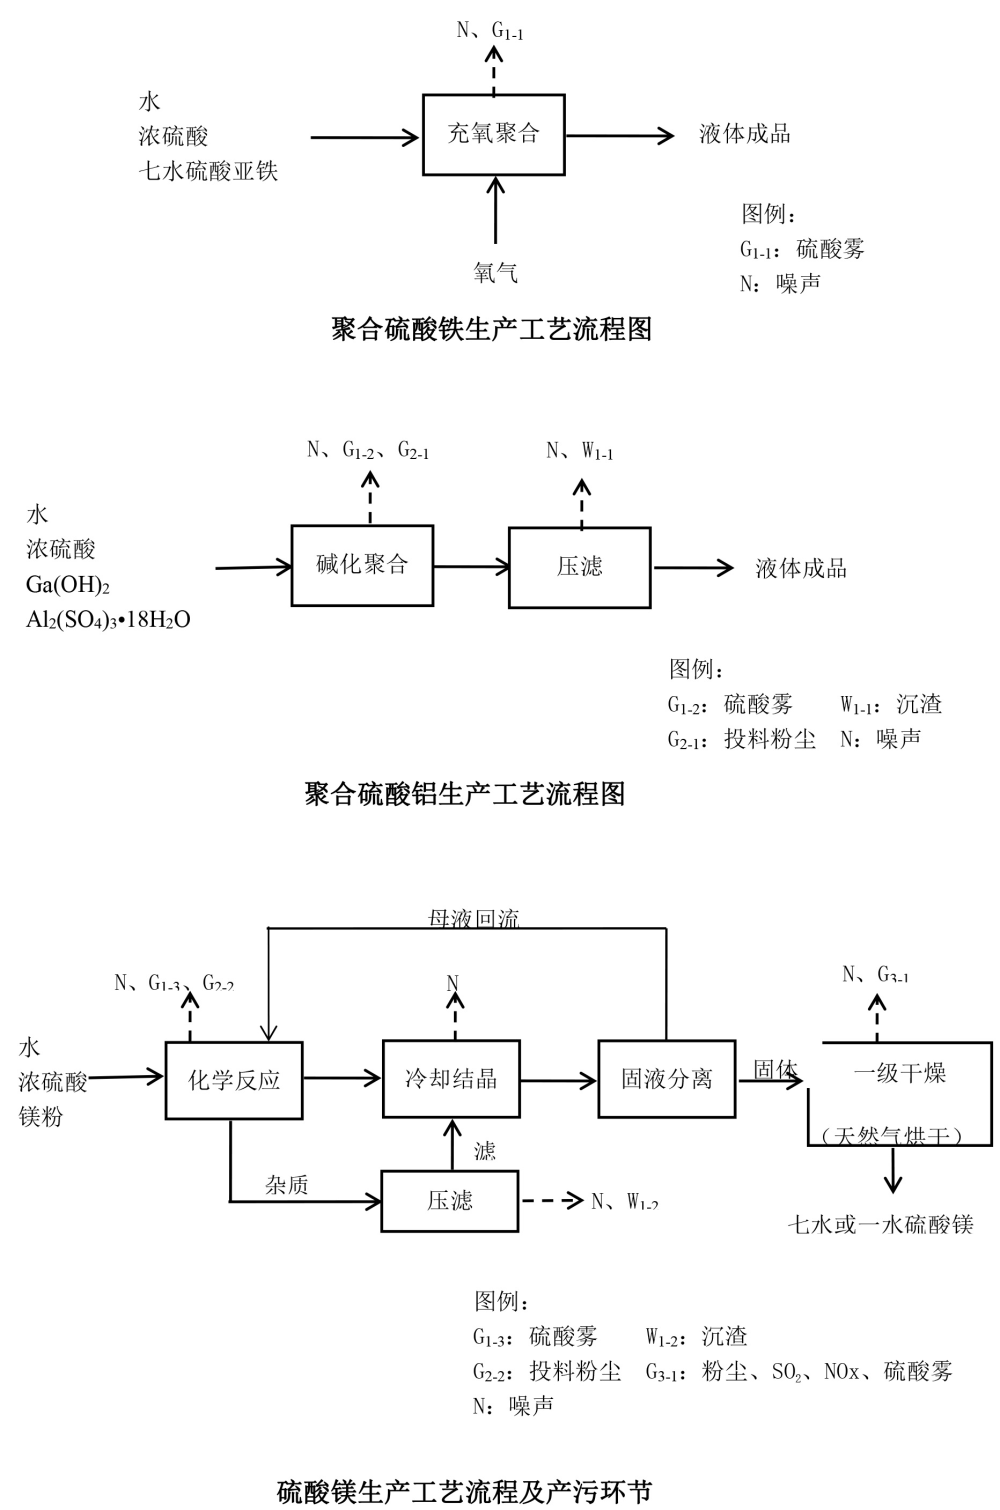 N、G1-1
水
浓硫酸
七水硫酸亚铁
充氧聚合
液体成品
氧气
图例：
G1-1：硫酸雾
N：噪声
聚合硫酸铁生产工艺流程图
N、G1-2、G2-1
N、W1-1
水
浓硫酸
Ga(OH)2
Al2(SO4)3•18H2O
碱化聚合
压滤
液体成品
图例：
G1-2：硫酸雾 W1-1：沉渣
G2-1：投料粉尘 N：噪声
聚合硫酸铝生产工艺流程图
母液回流
N、G1-3、G2-2
N
N、G3-1
水
浓硫酸
镁粉
化学反应
冷却结晶
固液分离
固体
一级干燥
（天然气烘干）
滤
杂质
压滤
N、W1-2
七水或一水硫酸镁
图例：
G1-3：硫酸雾 W1-2：沉渣
G2-2：投料粉尘 G3-1：粉尘、SO2、NOx、硫酸雾
N：噪声
硫酸镁生产工艺流程及产污环节